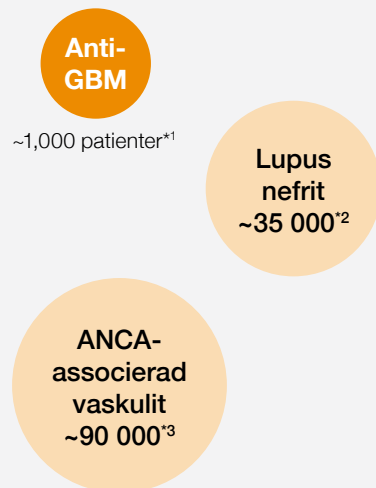 Anti-
GBM
~1,000 patienter*1
Lupus
nefrit
~35 000*2
ANCA-
associerad
vaskulit
~90 000*3